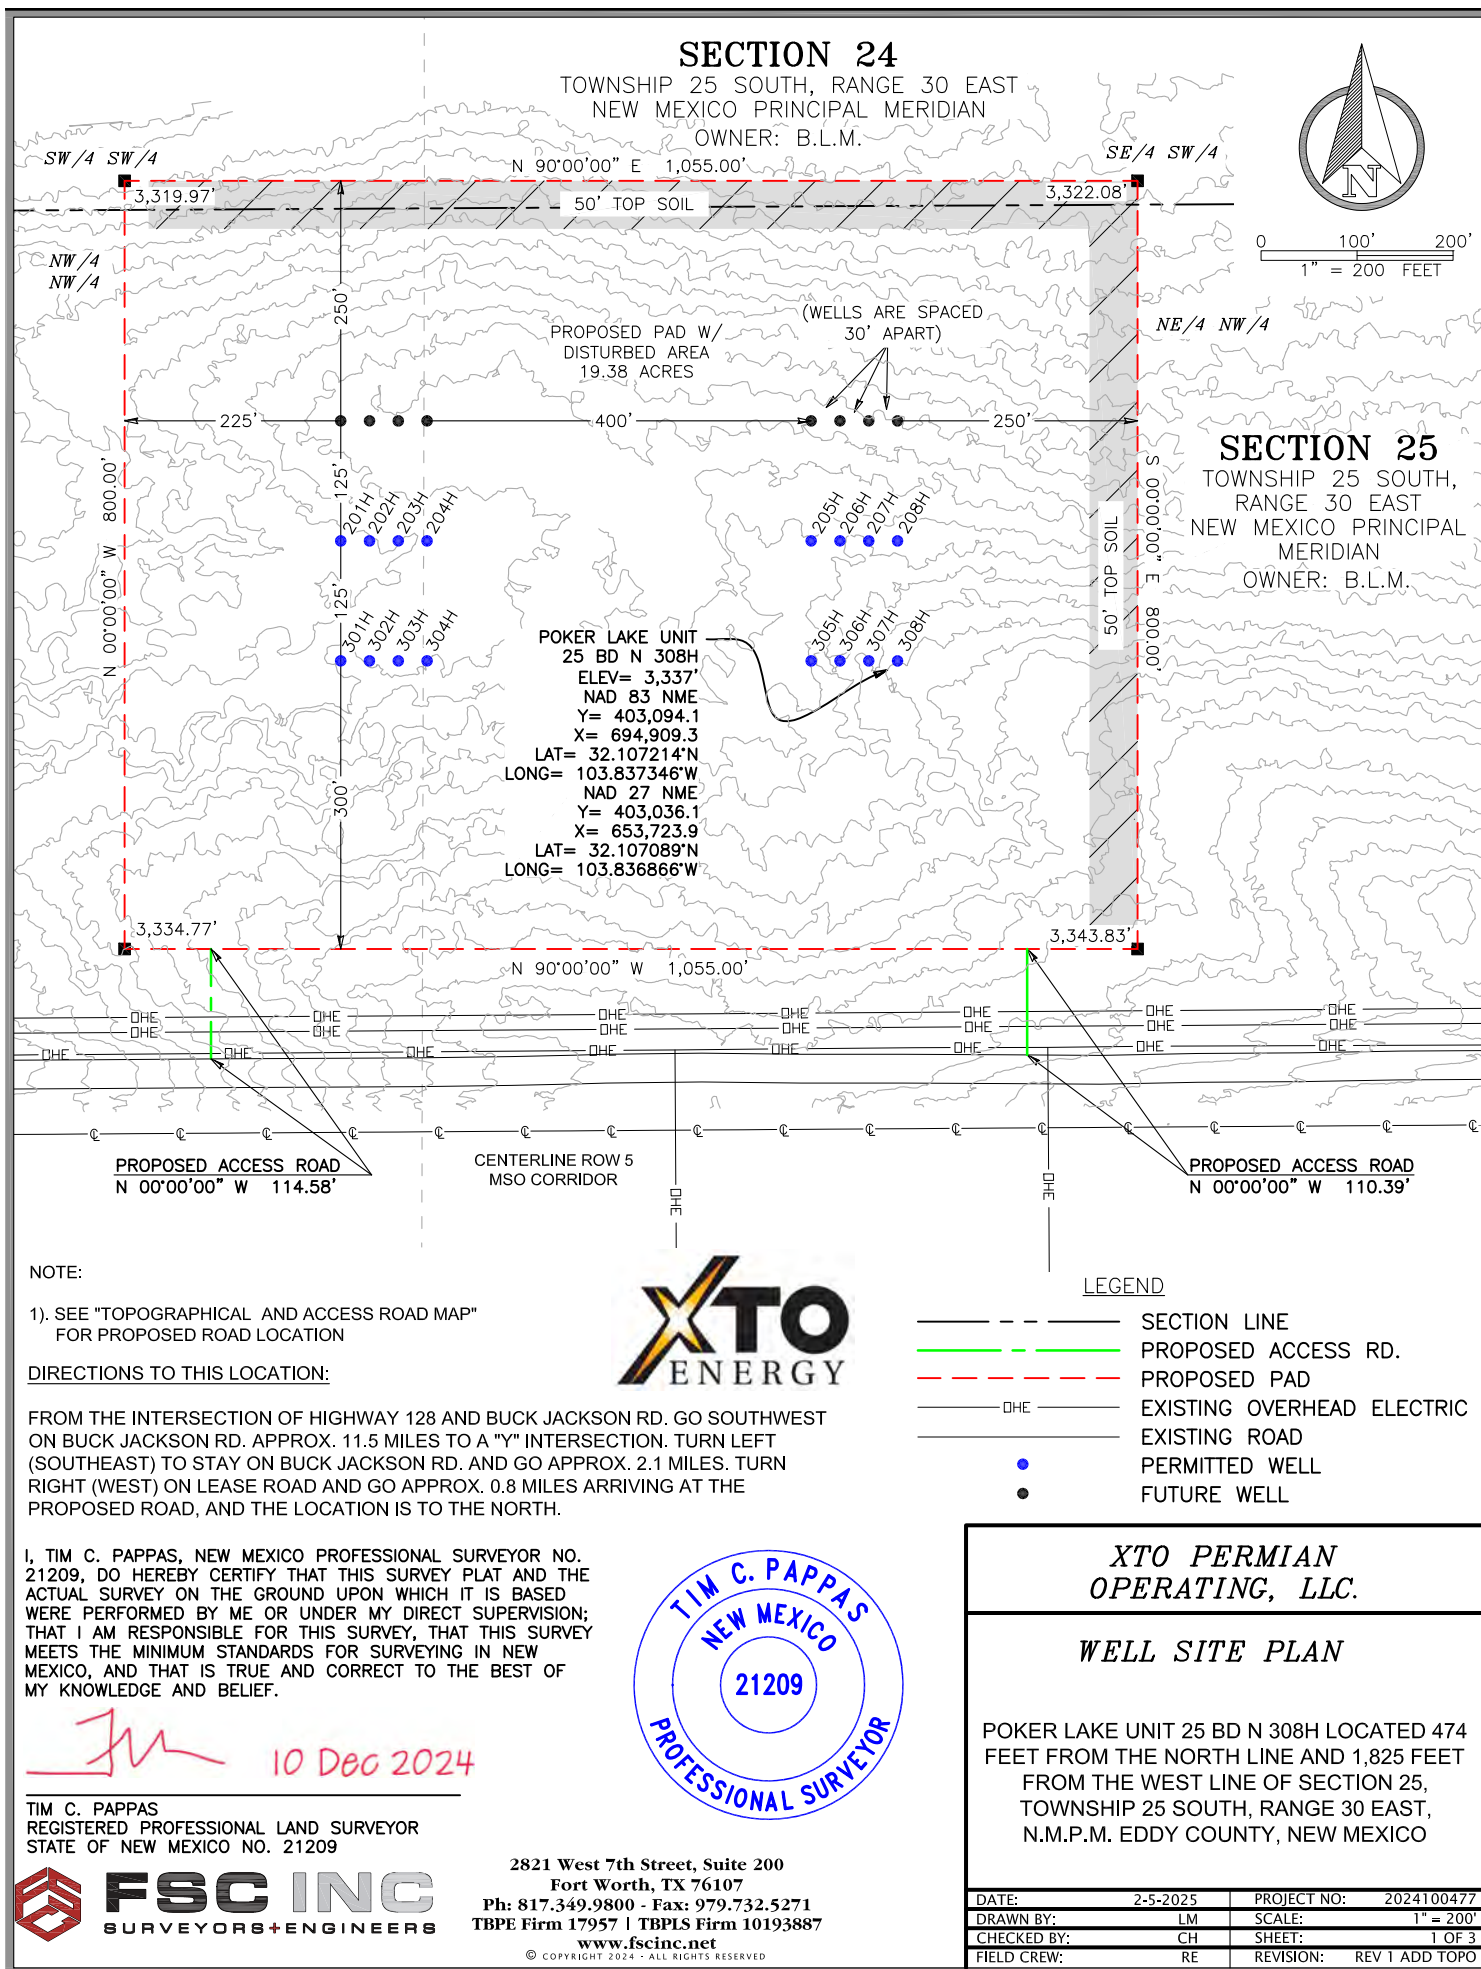 SECTION 24
TOWNSHIP 25 SOUTH, RANGE 30 EAST
NEW MEXICO PRINCIPAL MERIDIAN
OWNER: B.L.M.
SW/4 SW/4
N 90°00'00" E 1,055.00'
SE/4 SW/4
N
3,319.97'
50' TOP SOIL
3,322.08'
0 100' 200'
1" = 200 FEET
NW/4
NW/4
250'
(WELLS ARE SPACED
30' APART)
NE/4 NW/4
PROPOSED PAD W/
DISTURBED AREA
19.38 ACRES
225'
400'
250'
SECTION 25
TOWNSHIP 25 SOUTH,
RANGE 30 EAST
NEW MEXICO PRINCIPAL
MERIDIAN
OWNER: B.L.M.
N 00°00'00" W 800.00'
S 00°00'00" E 800.00'
50' TOP SOIL
125'
201H
202H
203H
204H
205H
206H
207H
208H
125'
301H
302H
303H
304H
305H
306H
307H
308H
POKER LAKE UNIT
25 BD N 308H
ELEV= 3,337'
NAD 83 NME
Y= 403,094.1
X= 694,909.3
LAT= 32.107214°N
LONG= 103.837346°W
NAD 27 NME
Y= 403,036.1
X= 653,723.9
LAT= 32.107089°N
LONG= 103.836866°W
300'
3,334.77'
3,343.83'
N 90°00'00" W 1,055.00'
OHE OHE OHE OHE OHE OHE OHE
OHE OHE OHE OHE OHE OHE
OHE OHE OHE OHE OHE OHE OHE OHE
PROPOSED ACCESS ROAD
N 00°00'00" W 114.58'
CENTERLINE ROW 5
MSO CORRIDOR
OHE
OHE
PROPOSED ACCESS ROAD
N 00°00'00" W 110.39'
NOTE:
1). SEE "TOPOGRAPHICAL AND ACCESS ROAD MAP"
FOR PROPOSED ROAD LOCATION
XTO
ENERGY
LEGEND
SECTION LINE
PROPOSED ACCESS RD.
PROPOSED PAD
OHE EXISTING OVERHEAD ELECTRIC
EXISTING ROAD
PERMITTED WELL
FUTURE WELL
DIRECTIONS TO THIS LOCATION:
FROM THE INTERSECTION OF HIGHWAY 128 AND BUCK JACKSON RD. GO SOUTHWEST
ON BUCK JACKSON RD. APPROX. 11.5 MILES TO A "Y" INTERSECTION. TURN LEFT
(SOUTHEAST) TO STAY ON BUCK JACKSON RD. AND GO APPROX. 2.1 MILES. TURN
RIGHT (WEST) ON LEASE ROAD AND GO APPROX. 0.8 MILES ARRIVING AT THE
PROPOSED ROAD, AND THE LOCATION IS TO THE NORTH.
I, TIM C. PAPPAS, NEW MEXICO PROFESSIONAL SURVEYOR NO.
21209, DO HEREBY CERTIFY THAT THIS SURVEY PLAT AND THE
ACTUAL SURVEY ON THE GROUND UPON WHICH IT IS BASED
WERE PERFORMED BY ME OR UNDER MY DIRECT SUPERVISION;
THAT I AM RESPONSIBLE FOR THIS SURVEY, THAT THIS SURVEY
MEETS THE MINIMUM STANDARDS FOR SURVEYING IN NEW
MEXICO, AND THAT IS TRUE AND CORRECT TO THE BEST OF
MY KNOWLEDGE AND BELIEF.
10 Dec 2024
TIM C. PAPPAS
REGISTERED PROFESSIONAL LAND SURVEYOR
STATE OF NEW MEXICO NO. 21209
TIM C. PAPPAS
NEW MEXICO
21209
PROFESSIONAL SURVEYOR
FSC INC
SURVEYORS+ENGINEERS
2821 West 7th Street, Suite 200
Fort Worth, TX 76107
Ph: 817.349.9800 - Fax: 979.732.5271
TBPE Firm 17957 | TBPLS Firm 10193887
www.fscinc.net
© COPYRIGHT 2024 - ALL RIGHTS RESERVED
XTO PERMIAN
OPERATING, LLC.
WELL SITE PLAN
POKER LAKE UNIT 25 BD N 308H LOCATED 474
FEET FROM THE NORTH LINE AND 1,825 FEET
FROM THE WEST LINE OF SECTION 25,
TOWNSHIP 25 SOUTH, RANGE 30 EAST,
N.M.P.M. EDDY COUNTY, NEW MEXICO
DATE: 2-5-2025 PROJECT NO: 2024100477
DRAWN BY: LM SCALE: 1" = 200'
CHECKED BY: CH SHEET: 1 OF 3
FIELD CREW: RE REVISION: REV 1 ADD TOPO